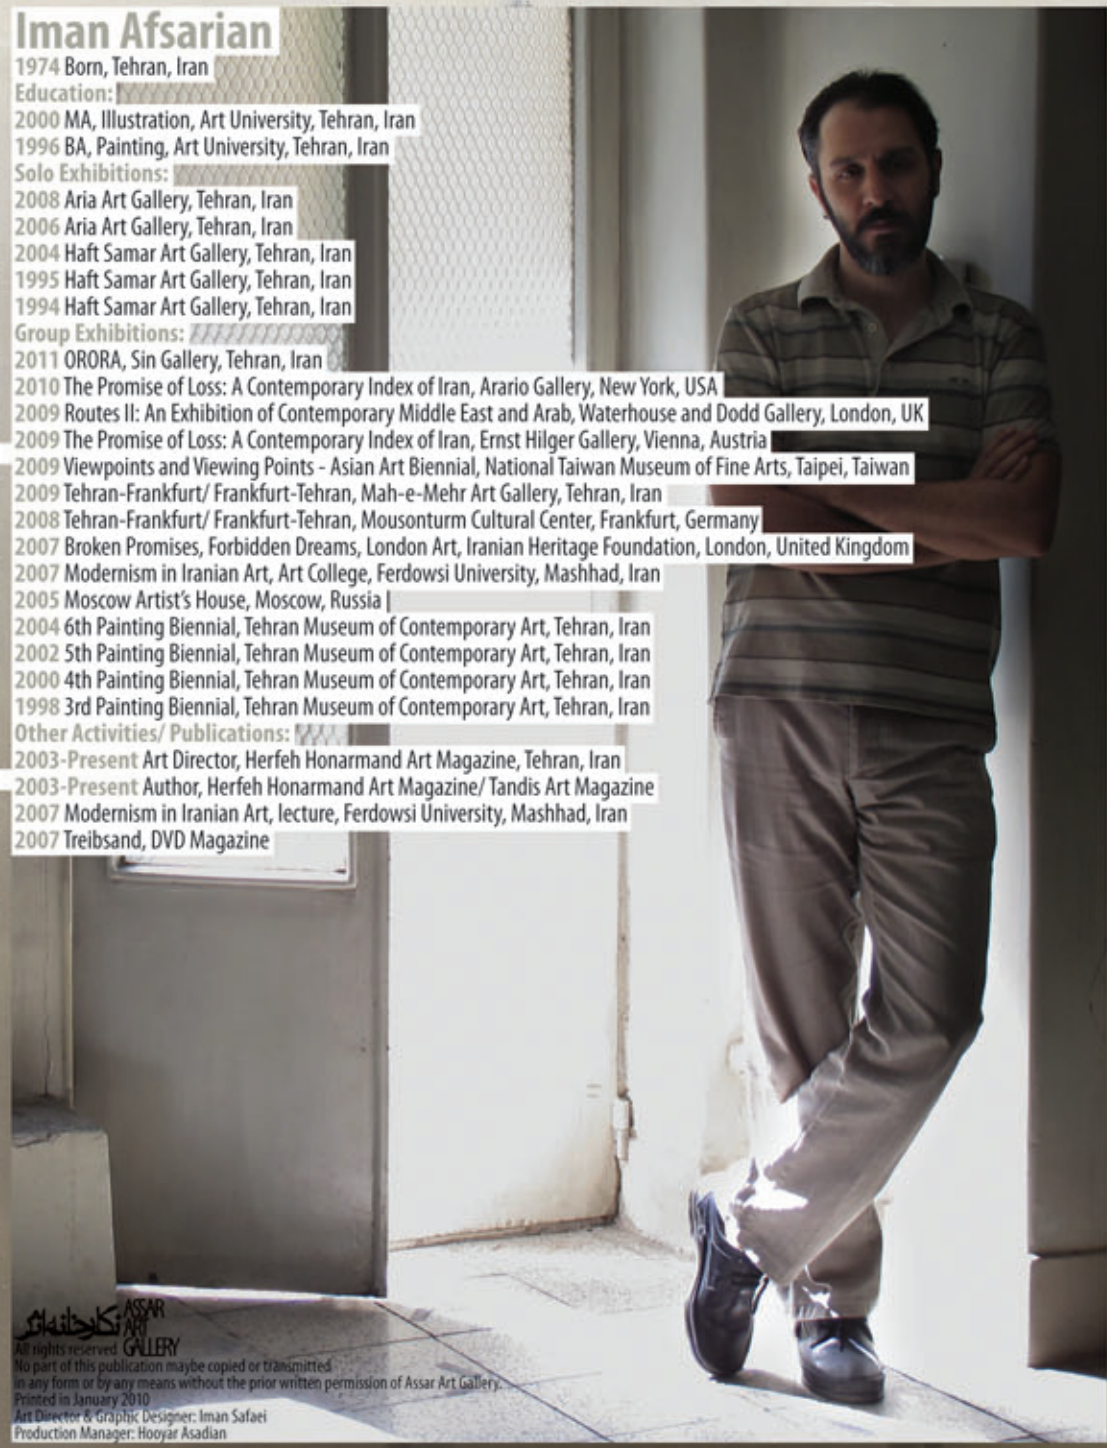 Iman Afsarian
1974 Born, Tehran, Iran
Education:
2000 MA, Illustration, Art University, Tehran, Iran
1996 BA, Painting, Art University, Tehran, Iran
Solo Exhibitions:
2008 Aria Art Gallery, Tehran, Iran
2006 Aria Art Gallery, Tehran, Iran
2004 Haft Samar Art Gallery, Tehran, Iran
1995 Haft Samar Art Gallery, Tehran, Iran
1994 Haft Samar Art Gallery, Tehran, Iran
Group Exhibitions:
2011 ORORA, Sin Gallery, Tehran, Iran
2010 The Promise of Loss: A Contemporary Index of Iran, Arario Gallery, New York, USA
2009 Routes II: An Exhibition of Contemporary Middle East and Arab, Waterhouse and Dodd Gallery, London, UK
2009 The Promise of Loss: A Contemporary Index of Iran, Ernst Hilger Gallery, Vienna, Austria
2009 Viewpoints and Viewing Points - Asian Art Biennial, National Taiwan Museum of Fine Arts, Taipei, Taiwan
2009 Tehran-Frankfurt/ Frankfurt-Tehran, Mah-e-Mehr Art Gallery, Tehran, Iran
2008 Tehran-Frankfurt/ Frankfurt-Tehran, Mousonturm Cultural Center, Frankfurt, Germany
2007 Broken Promises, Forbidden Dreams, London Art, Iranian Heritage Foundation, London, United Kingdom
2007 Modernism in Iranian Art, Art College, Ferdowsi University, Mashhad, Iran
2005 Moscow Artist's House, Moscow, Russia |
2004 6th Painting Biennial, Tehran Museum of Contemporary Art, Tehran, Iran
2002 5th Painting Biennial, Tehran Museum of Contemporary Art, Tehran, Iran
2000 4th Painting Biennial, Tehran Museum of Contemporary Art, Tehran, Iran
1998 3rd Painting Biennial, Tehran Museum of Contemporary Art, Tehran, Iran
Other Activities/ Publications:
2003-Present Art Director, Herfeh Honarmand Art Magazine, Tehran, Iran
2003-Present Author, Herfeh Honarmand Art Magazine/ Tandis Art Magazine
2007 Modernism in Iranian Art, lecture, Ferdowsi University, Mashhad, Iran
2007 Treibsand, DVD Magazine
نگارخانه اثر
ASSAR
ART
GALLERY
All rights reserved
No part of this publication maybe copied or transmitted
in any form or by any means without the prior written permission of Assar Art Gallery.
Printed in January 2010
Art Director & Graphic Designer: Iman Safaei
Production Manager: Hooyar Asadian